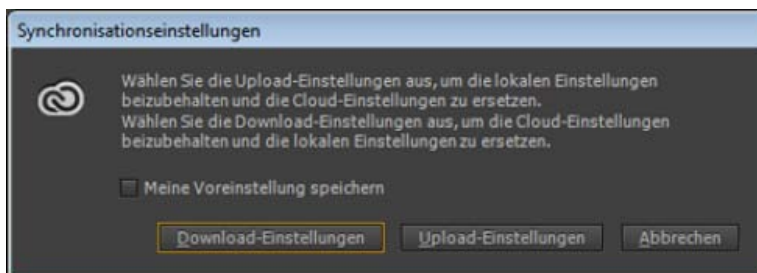 Synchronisationseinstellungen
Wählen Sie die Upload-Einstellungen aus, um die lokalen Einstellungen
beizubehalten und die Cloud-Einstellungen zu ersetzen.
Wählen Sie die Download-Einstellungen aus, um die Cloud-Einstellungen
beizubehalten und die lokalen Einstellungen zu ersetzen.
Meine Voreinstellung speichern
Download-Einstellungen Upload-Einstellungen Abbrechen